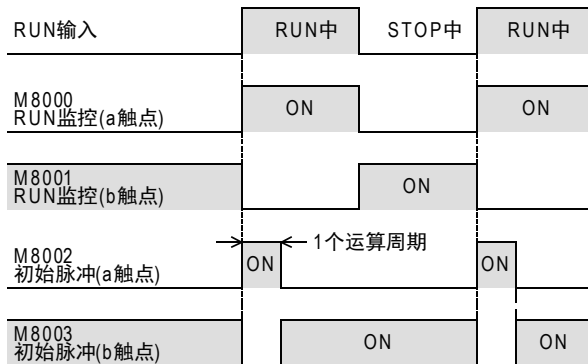 RUN输入
RUN中
STOP中
RUN中
M8000
RUN监控(a触点)
ON
ON
M8001
RUN监控(b触点)
ON
M8002
初始脉冲(a触点)
ON
1个运算周期
ON
M8003
初始脉冲(b触点)
ON
ON